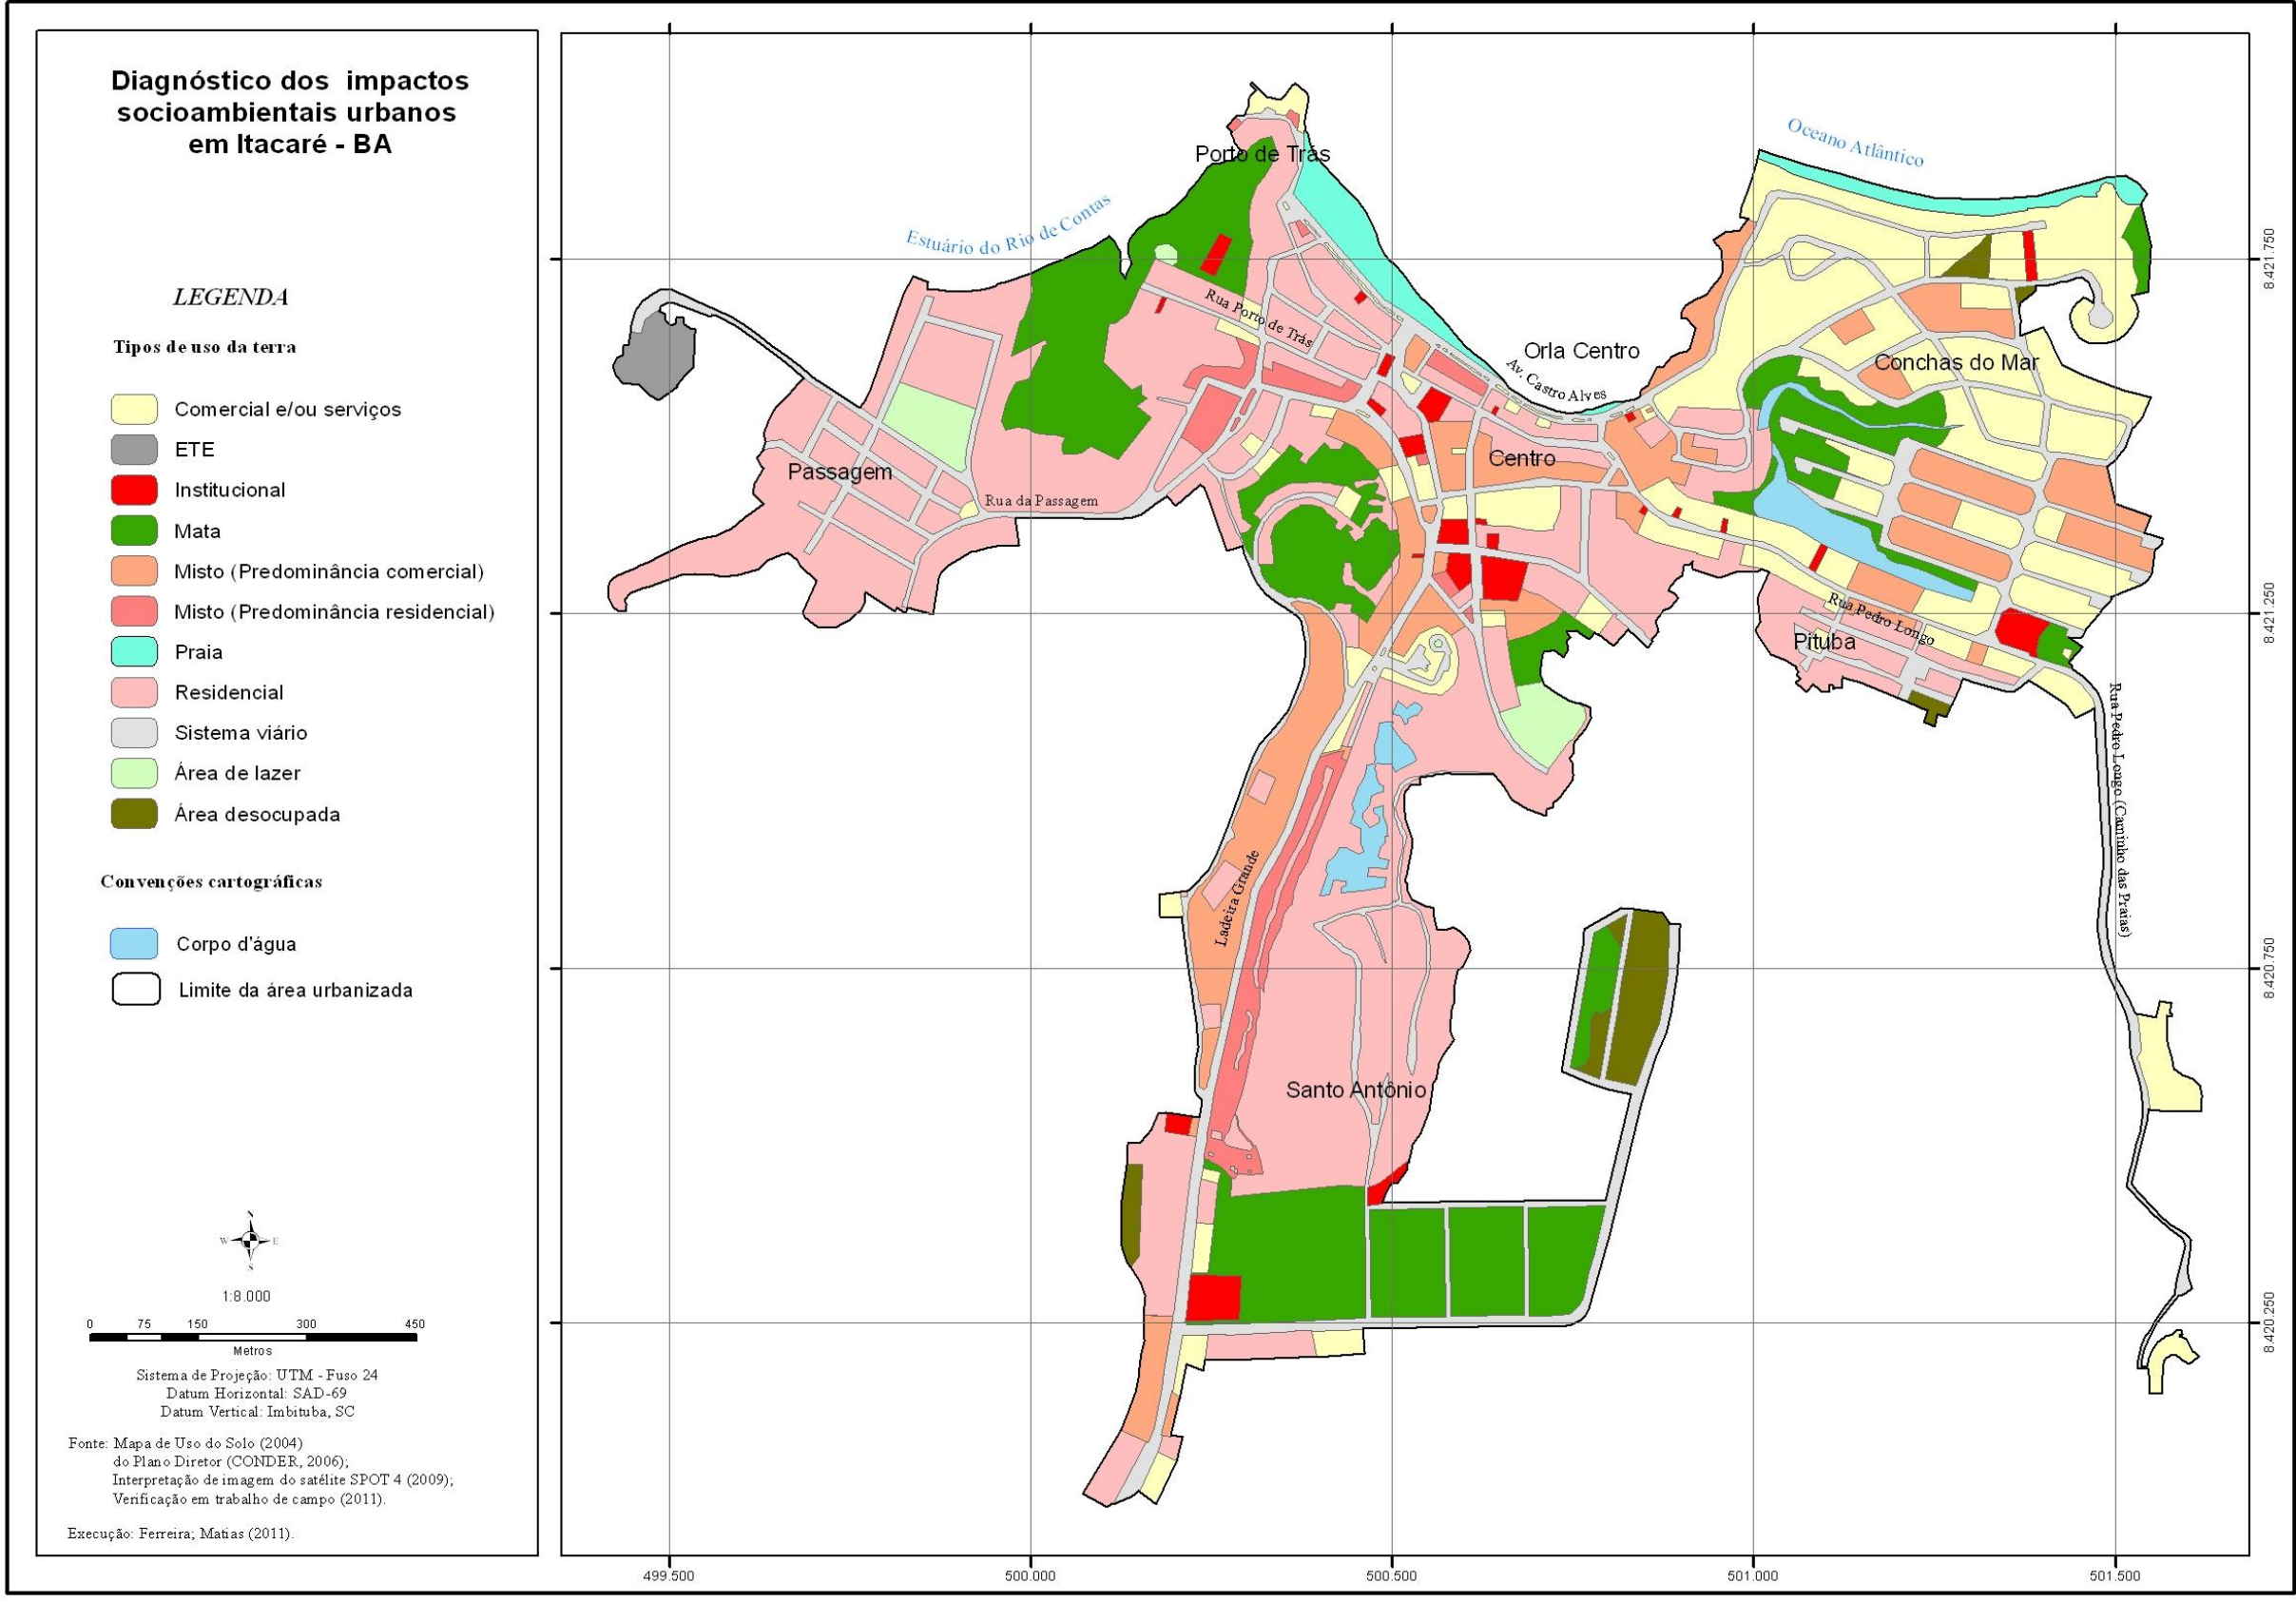 Diagnóstico dos impactos
socioambientais urbanos
em Itacaré - BA
LEGENDA
Tipos de uso da terra
Comercial e/ou serviços
ETE
Institucional
Mata
Misto (Predominância comercial)
Misto (Predominância residencial)
Praia
Residencial
Sistema viário
Área de lazer
Área desocupada
Convenções cartográficas
Corpo d'água
Limite da área urbanizada
N
W E
S
1:8.000
0 75 150 300 450
Metros
Sistema de Projeção: UTM - Fuso 24
Datum Horizontal: SAD-69
Datum Vertical: Imbituba, SC
Fonte: Mapa de Uso do Solo (2004)
do Plano Diretor (CONDER, 2006);
Interpretação de imagem do satélite SPOT 4 (2009);
Verificação em trabalho de campo (2011).
Execução: Ferreira; Matias (2011).
Oceano Atlântico
Porto de Trás
Estuário do Rio de Contas
Rua Porto de Trás
Orla Centro
Av. Castro Alves
Conchas do Mar
Centro
Passagem
Rua da Passagem
Rua Pedro Longo
Pituba
Rua Pedro Longo (Caminho das Praias)
Ladeira Grande
Santo Antônio
8.421.750
8.421.250
8.420.750
8.420.250
499.500 500.000 500.500 501.000 501.500